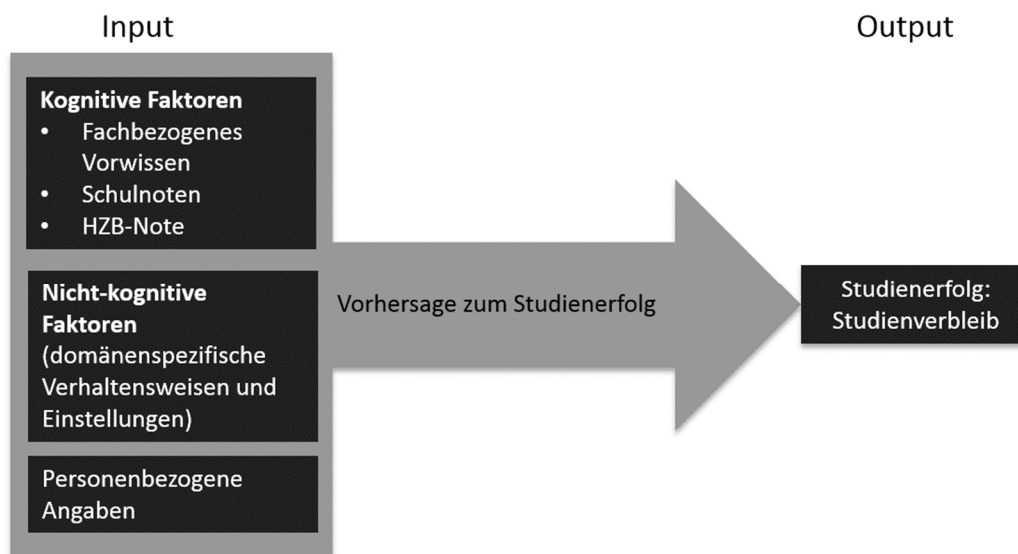 Input
Output
Kognitive Faktoren
• Fachbezogenes
Vorwissen
• Schulnoten
• HZB-Note
Nicht-kognitive
Faktoren
(domänenspezifische
Verhaltensweisen und
Einstellungen)
Personenbezogene
Angaben
Vorhersage zum Studienerfolg
Studienerfolg:
Studienverbleib